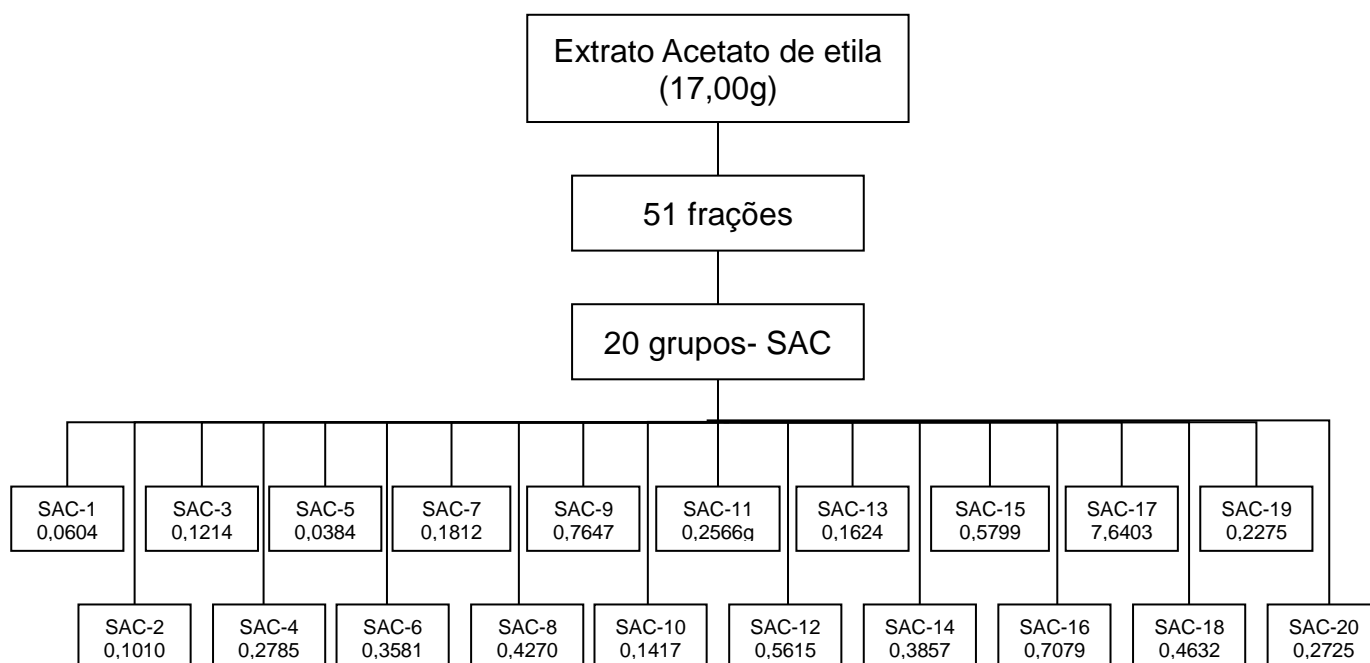 Extrato Acetato de etila
(17,00g)
51 frações
20 grupos- SAC
SAC-1
0,0604
SAC-3
0,1214
SAC-5
0,0384
SAC-7
0,1812
SAC-9
0,7647
SAC-11
0,2566g
SAC-13
0,1624
SAC-15
0,5799
SAC-17
7,6403
SAC-19
0,2275
SAC-2
0,1010
SAC-4
0,2785
SAC-6
0,3581
SAC-8
0,4270
SAC-10
0,1417
SAC-12
0,5615
SAC-14
0,3857
SAC-16
0,7079
SAC-18
0,4632
SAC-20
0,2725